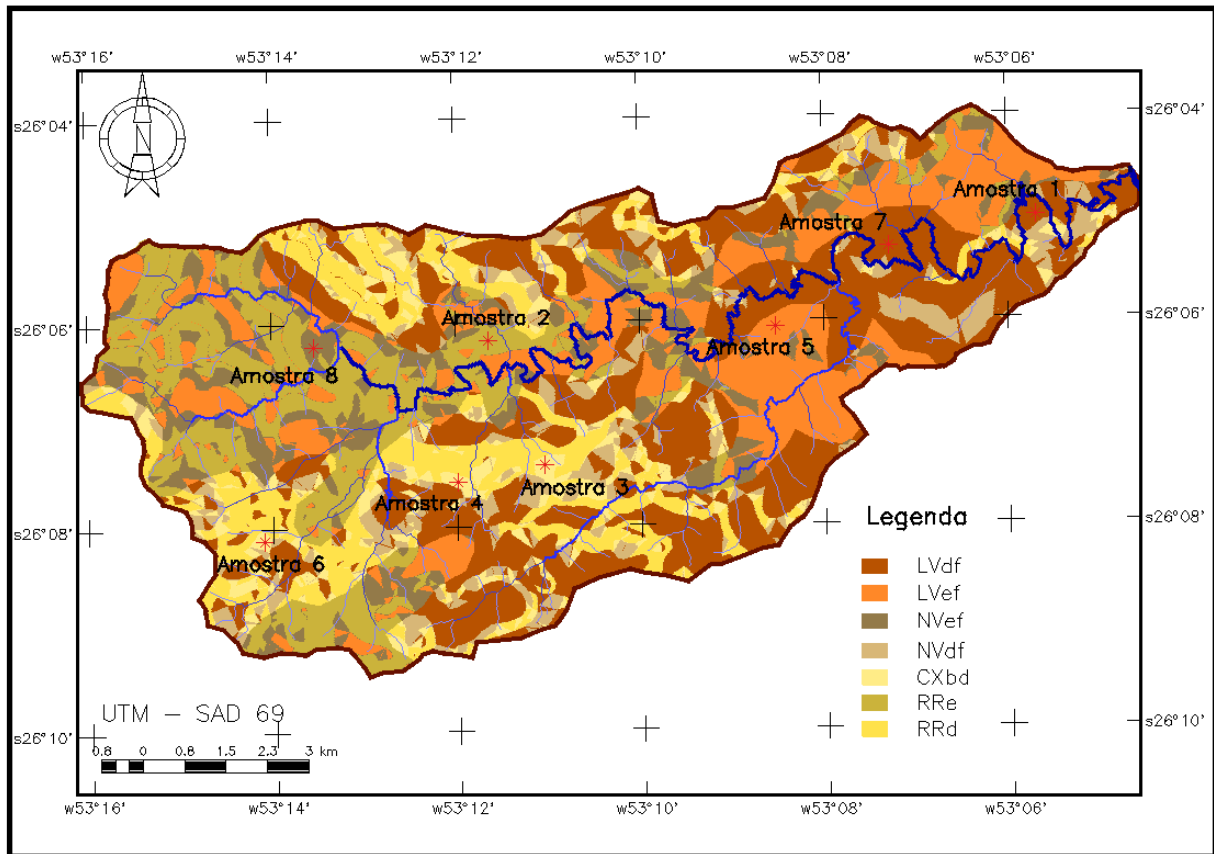 w53°16' w53°14' w53°12' w53°10' w53°08' w53°06'
s26°04' s26°04'
N
Amostra 1
Amostra 7
s26°06' s26°06'
Amostra 2
Amostra 5
Amostra 8
Amostra 3
Amostra 4
s26°08' s26°08'
Amostra 6
Legenda
LVdf
LVef
NVef
NVdf
CXbd
RRe
RRd
UTM – SAD 69
s26°10' s26°10'
0.8 0 0.8 1.5 2.3 3 km
w53°16' w53°14' w53°12' w53°10' w53°08' w53°06'